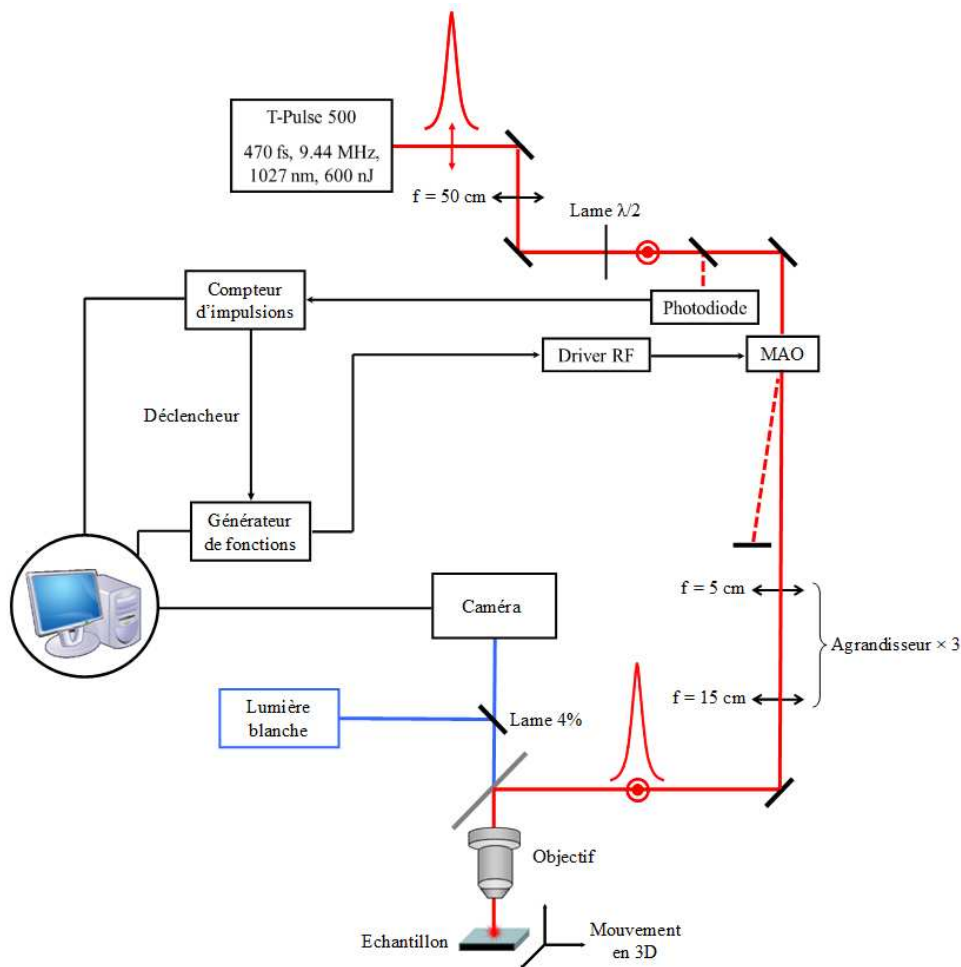 T-Pulse 500
470 fs, 9.44 MHz,
1027 nm, 600 nJ
f = 50 cm
Lame λ/2
Compteur
d'impulsions
Photodiode
Driver RF
MAO
Déclencheur
Générateur
de fonctions
Caméra
f = 5 cm
Agrandisseur × 3
f = 15 cm
Lumière
blanche
Lame 4%
Objectif
Echantillon
Mouvement
en 3D